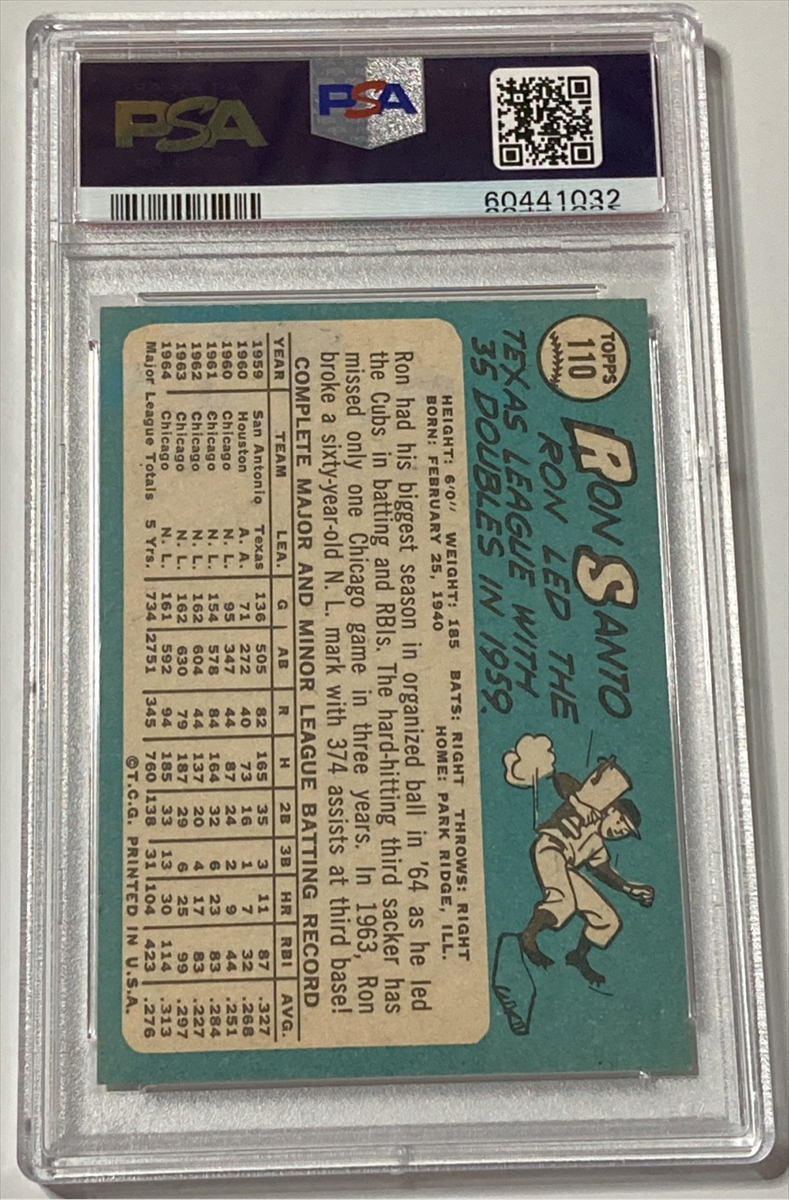 PSA
PSA
60441032
TOPPS
110
RON SANTO
RON LED THE
TEXAS LEAGUE WITH
35 DOUBLES IN 1959.
HEIGHT: 6'0" WEIGHT: 185 BATS: RIGHT THROWS: RIGHT
BORN: FEBRUARY 25, 1940 HOME: PARK RIDGE, ILL.
Ron had his biggest season in organized ball in '64 as he led
the Cubs in batting and RBIs. The hard-hitting third sacker has
missed only one Chicago game in three years. In 1963, Ron
broke a sixty-year-old N. L. mark with 374 assists at third base!
COMPLETE MAJOR AND MINOR LEAGUE BATTING RECORD
YEAR TEAM LEA. G AB R H 2B 3B HR RBI AVG.
1959 San Antonio Texas 136 505 82 165 35 3 11 87 .327
1960 Houston A. A. 71 272 40 73 16 1 7 32 .268
1960 Chicago N. L. 95 347 44 87 24 2 9 44 .251
1961 Chicago N. L. 154 578 84 164 32 6 23 83 .284
1962 Chicago N. L. 162 604 44 137 20 4 17 83 .227
1963 Chicago N. L. 162 630 79 187 29 6 25 99 .297
1964 Chicago N. L. 161 592 94 185 33 13 30 114 .313
Major League Totals 5 Yrs. 734 2751 345 760 138 31 104 423 .276
©T.C.G. PRINTED IN U.S.A.